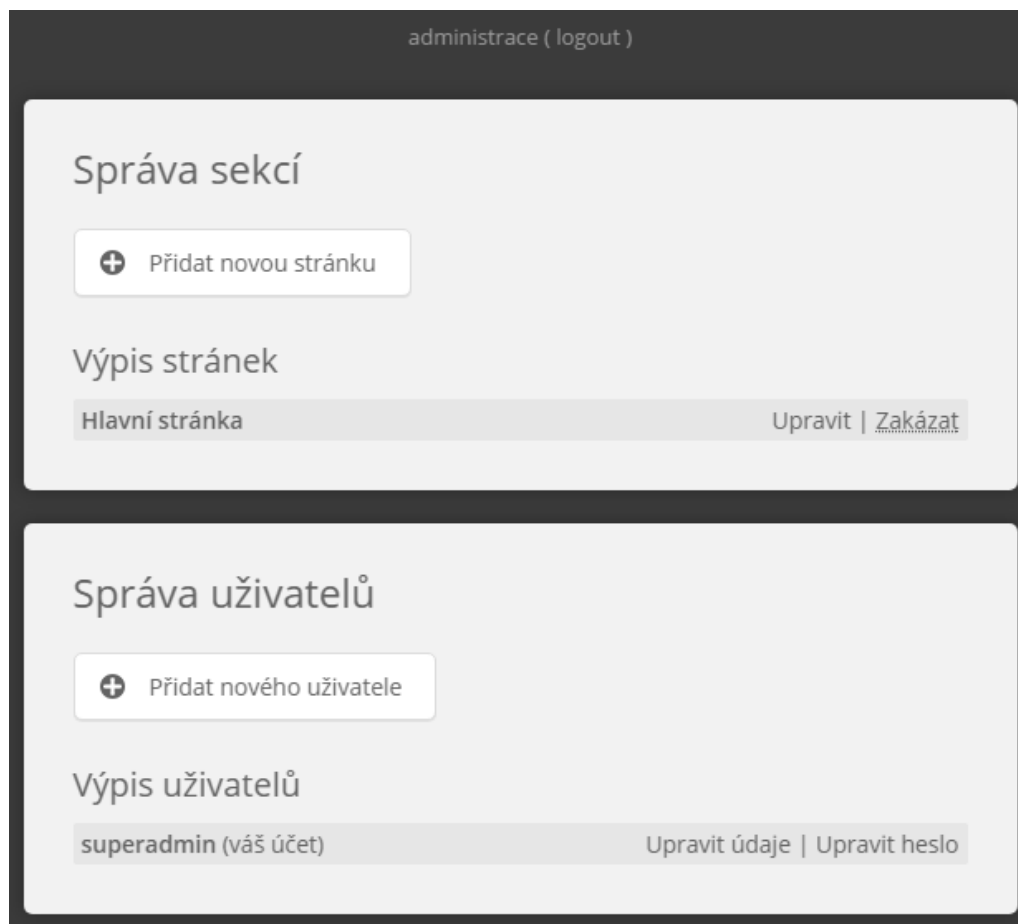 administrace ( logout )
Správa sekcí
Přidat novou stránku
Výpis stránek
Hlavní stránka Upravit | Zakázat
Správa uživatelů
Přidat nového uživatele
Výpis uživatelů
superadmin (váš účet) Upravit údaje | Upravit heslo